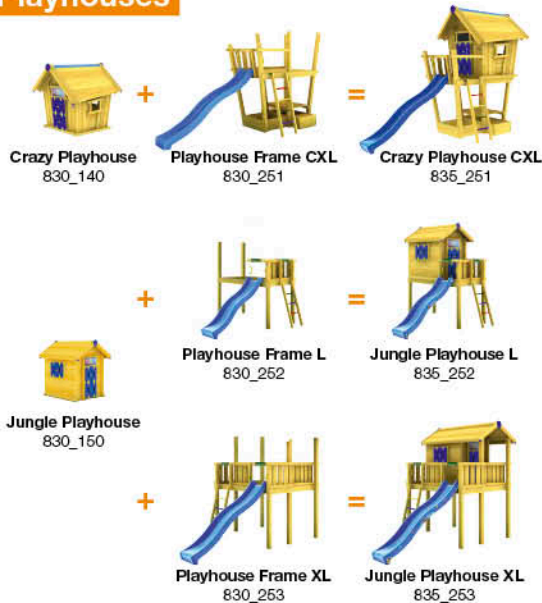 Playhouses
+
=
Crazy Playhouse
830_140
Playhouse Frame CXL
830_251
Crazy Playhouse CXL
835_251
+
=
Playhouse Frame L
830_252
Jungle Playhouse L
835_252
Jungle Playhouse
830_150
+
=
Playhouse Frame XL
830_253
Jungle Playhouse XL
835_253